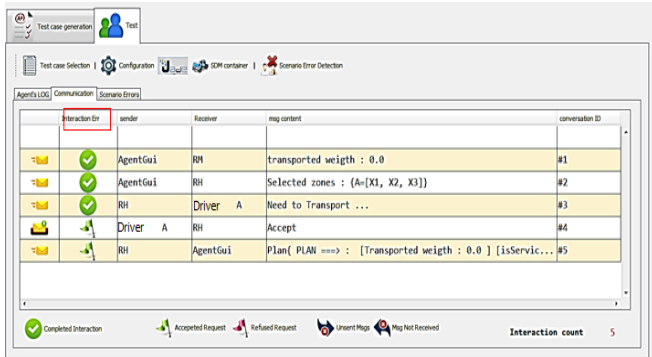 Test case generation Test
Test case Selection | Configuration Jade SDM container | Scenario Error Detection
Agent's LOG Communication Scenario Errors
Interaction Err sender Receiver msg content conversation ID
AgentGui RM transported weigth : 0.0 #1
AgentGui RH Selected zones : {A=[X1, X2, X3]} #2
RH Driver A Need to Transport ... #3
Driver A RH Accept #4
RH AgentGui Plan{ PLAN ===> : [Transported weigth : 0.0 ] [isServic... #5
Completed Interaction Accepeted Request Refused Request Unsent Msgs Msg Not Received Interaction count 5